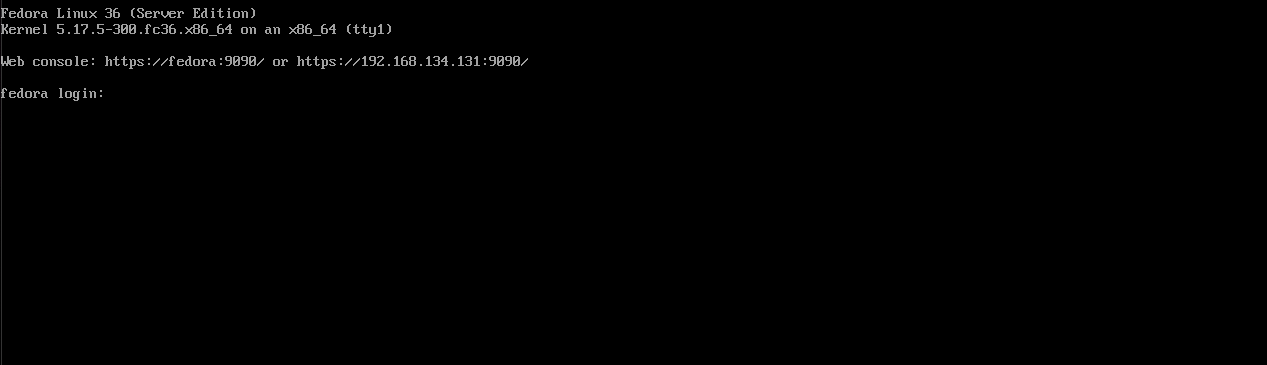 Fedora Linux 36 (Server Edition)
Kernel 5.17.5-300.fc36.x86_64 on an x86_64 (tty1)
Web console: https://fedora:9090/ or https://192.168.134.131:9090/
fedora login: